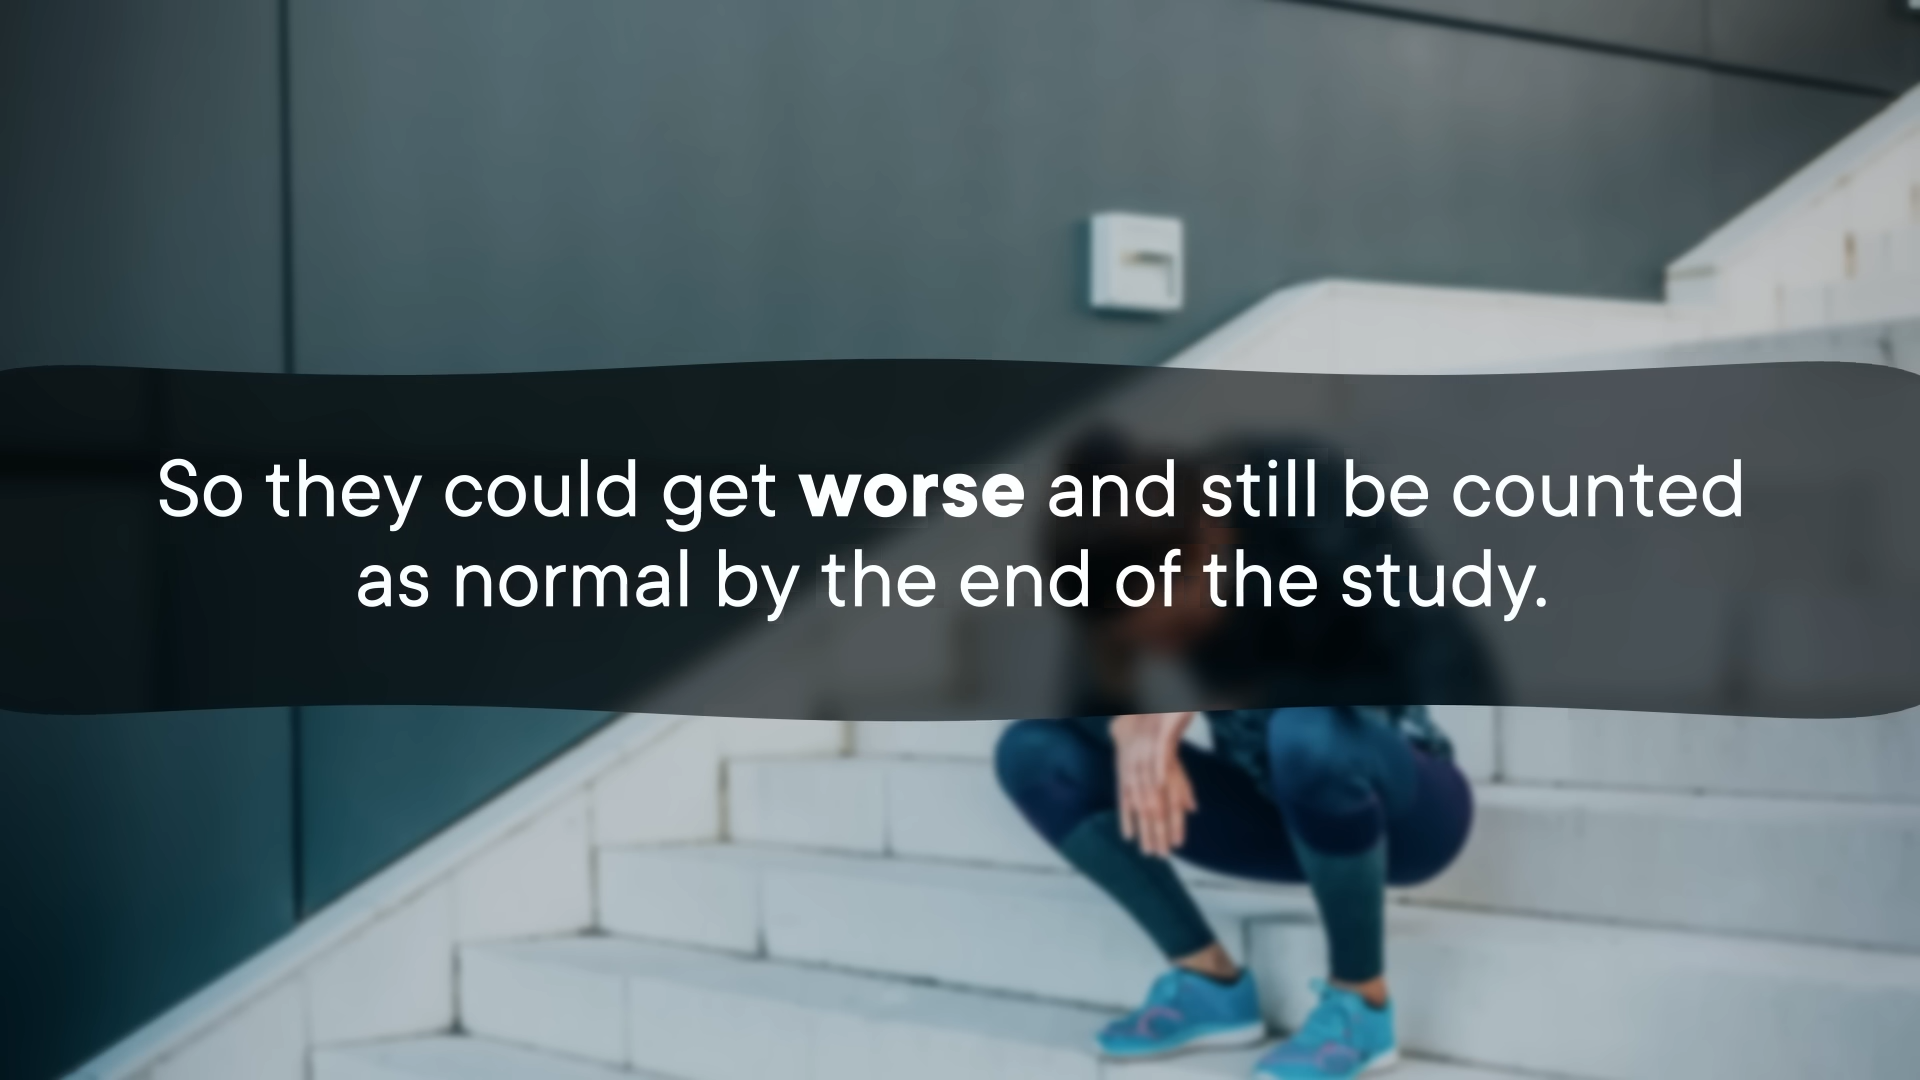 So they could get worse and still be counted
as normal by the end of the study.